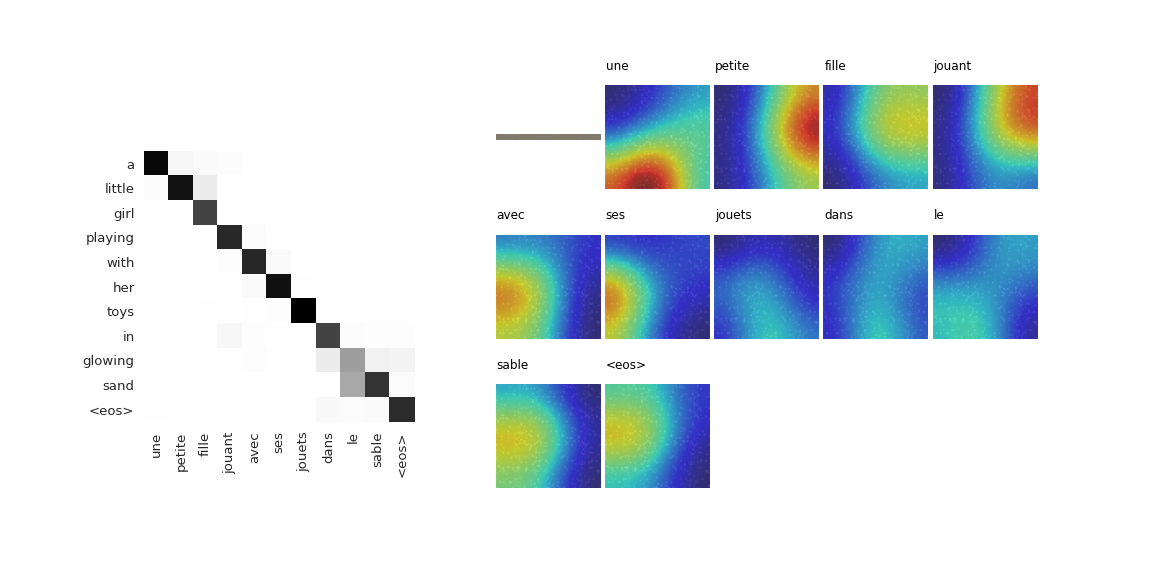 a
little
girl
playing
with
her
toys
in
glowing
sand
<eos>
une petite fille jouant avec ses jouets dans le sable <eos>
une petite fille jouant
avec ses jouets dans le
sable <eos>